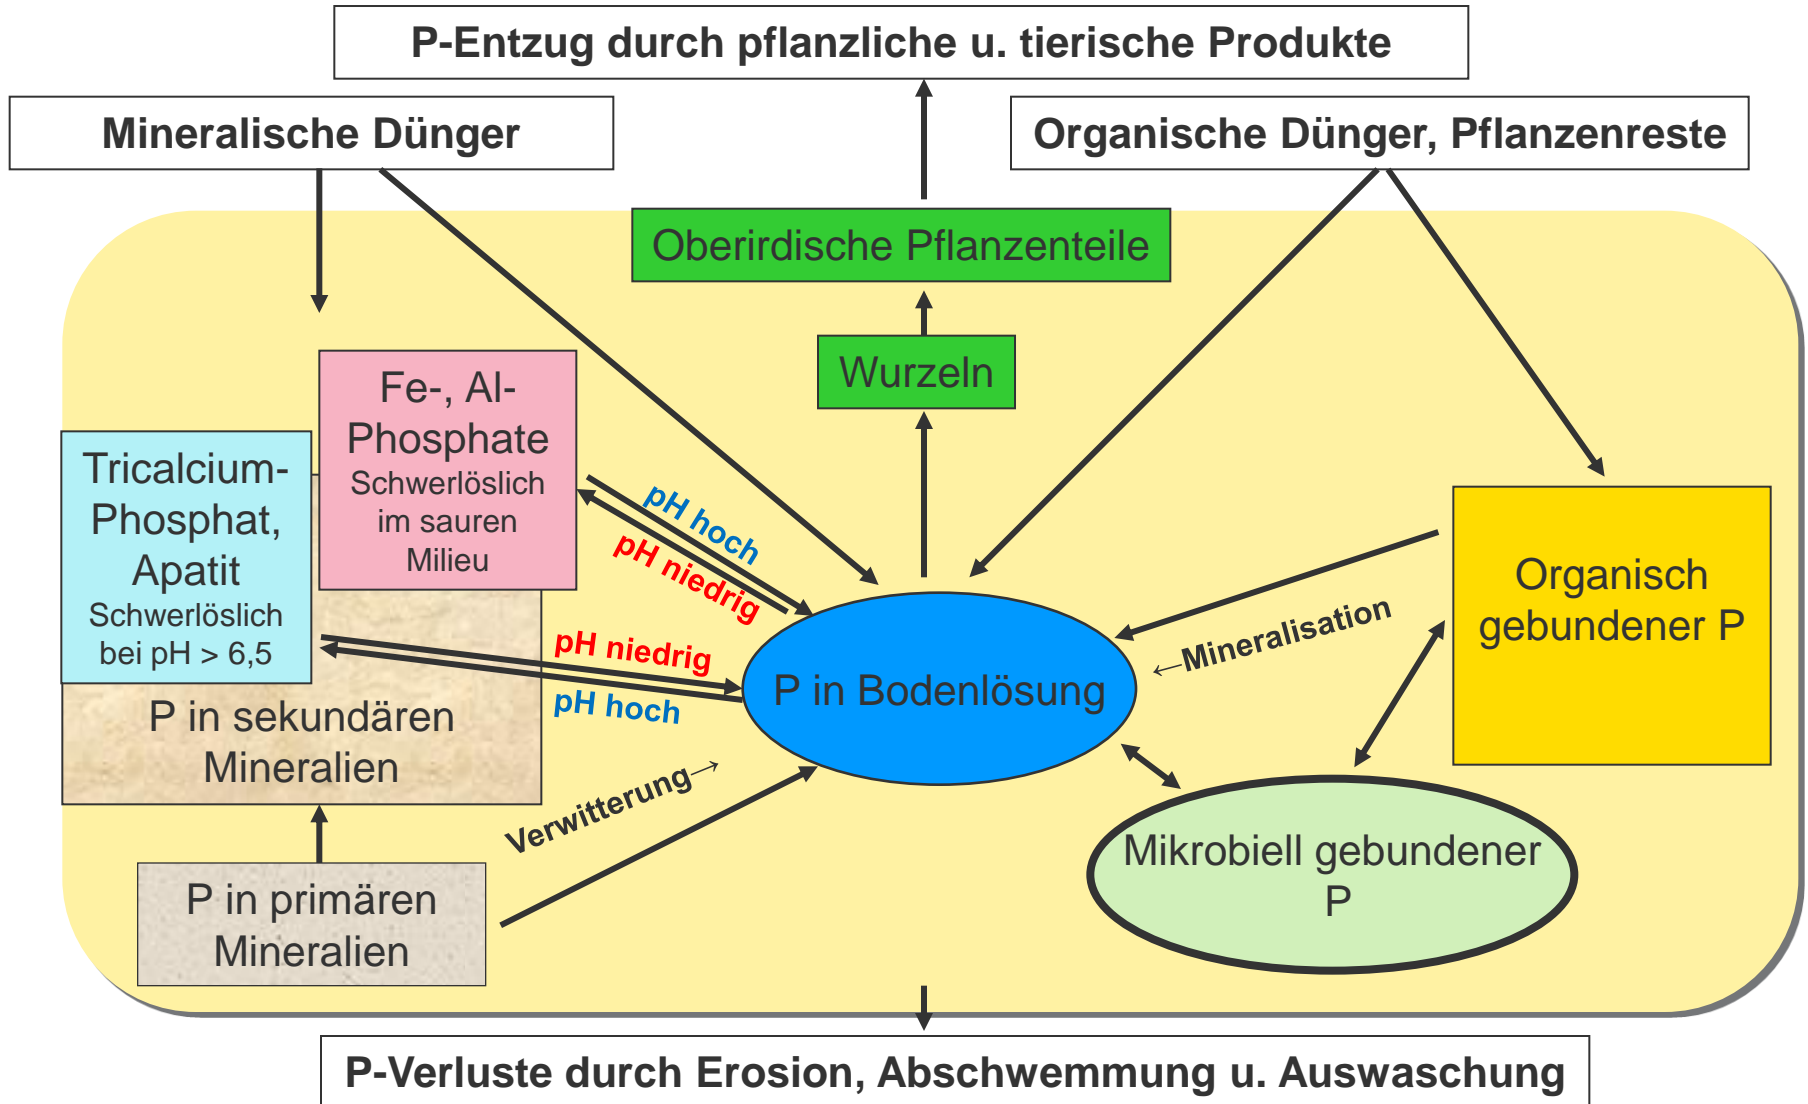 P-Entzug durch pflanzliche u. tierische Produkte
Mineralische Dünger
Organische Dünger, Pflanzenreste
Oberirdische Pflanzenteile
Wurzeln
Fe-, Al-
Phosphate
Schwerlöslich
im sauren
Milieu
Tricalcium-
Phosphat,
Apatit
Schwerlöslich
bei pH > 6,5
P in sekundären
Mineralien
P in primären
Mineralien
pH hoch
pH niedrig
pH niedrig
pH hoch
Verwitterung→
P in Bodenlösung
←Mineralisation
Organisch
gebundener P
Mikrobiell gebundener
P
P-Verluste durch Erosion, Abschwemmung u. Auswaschung